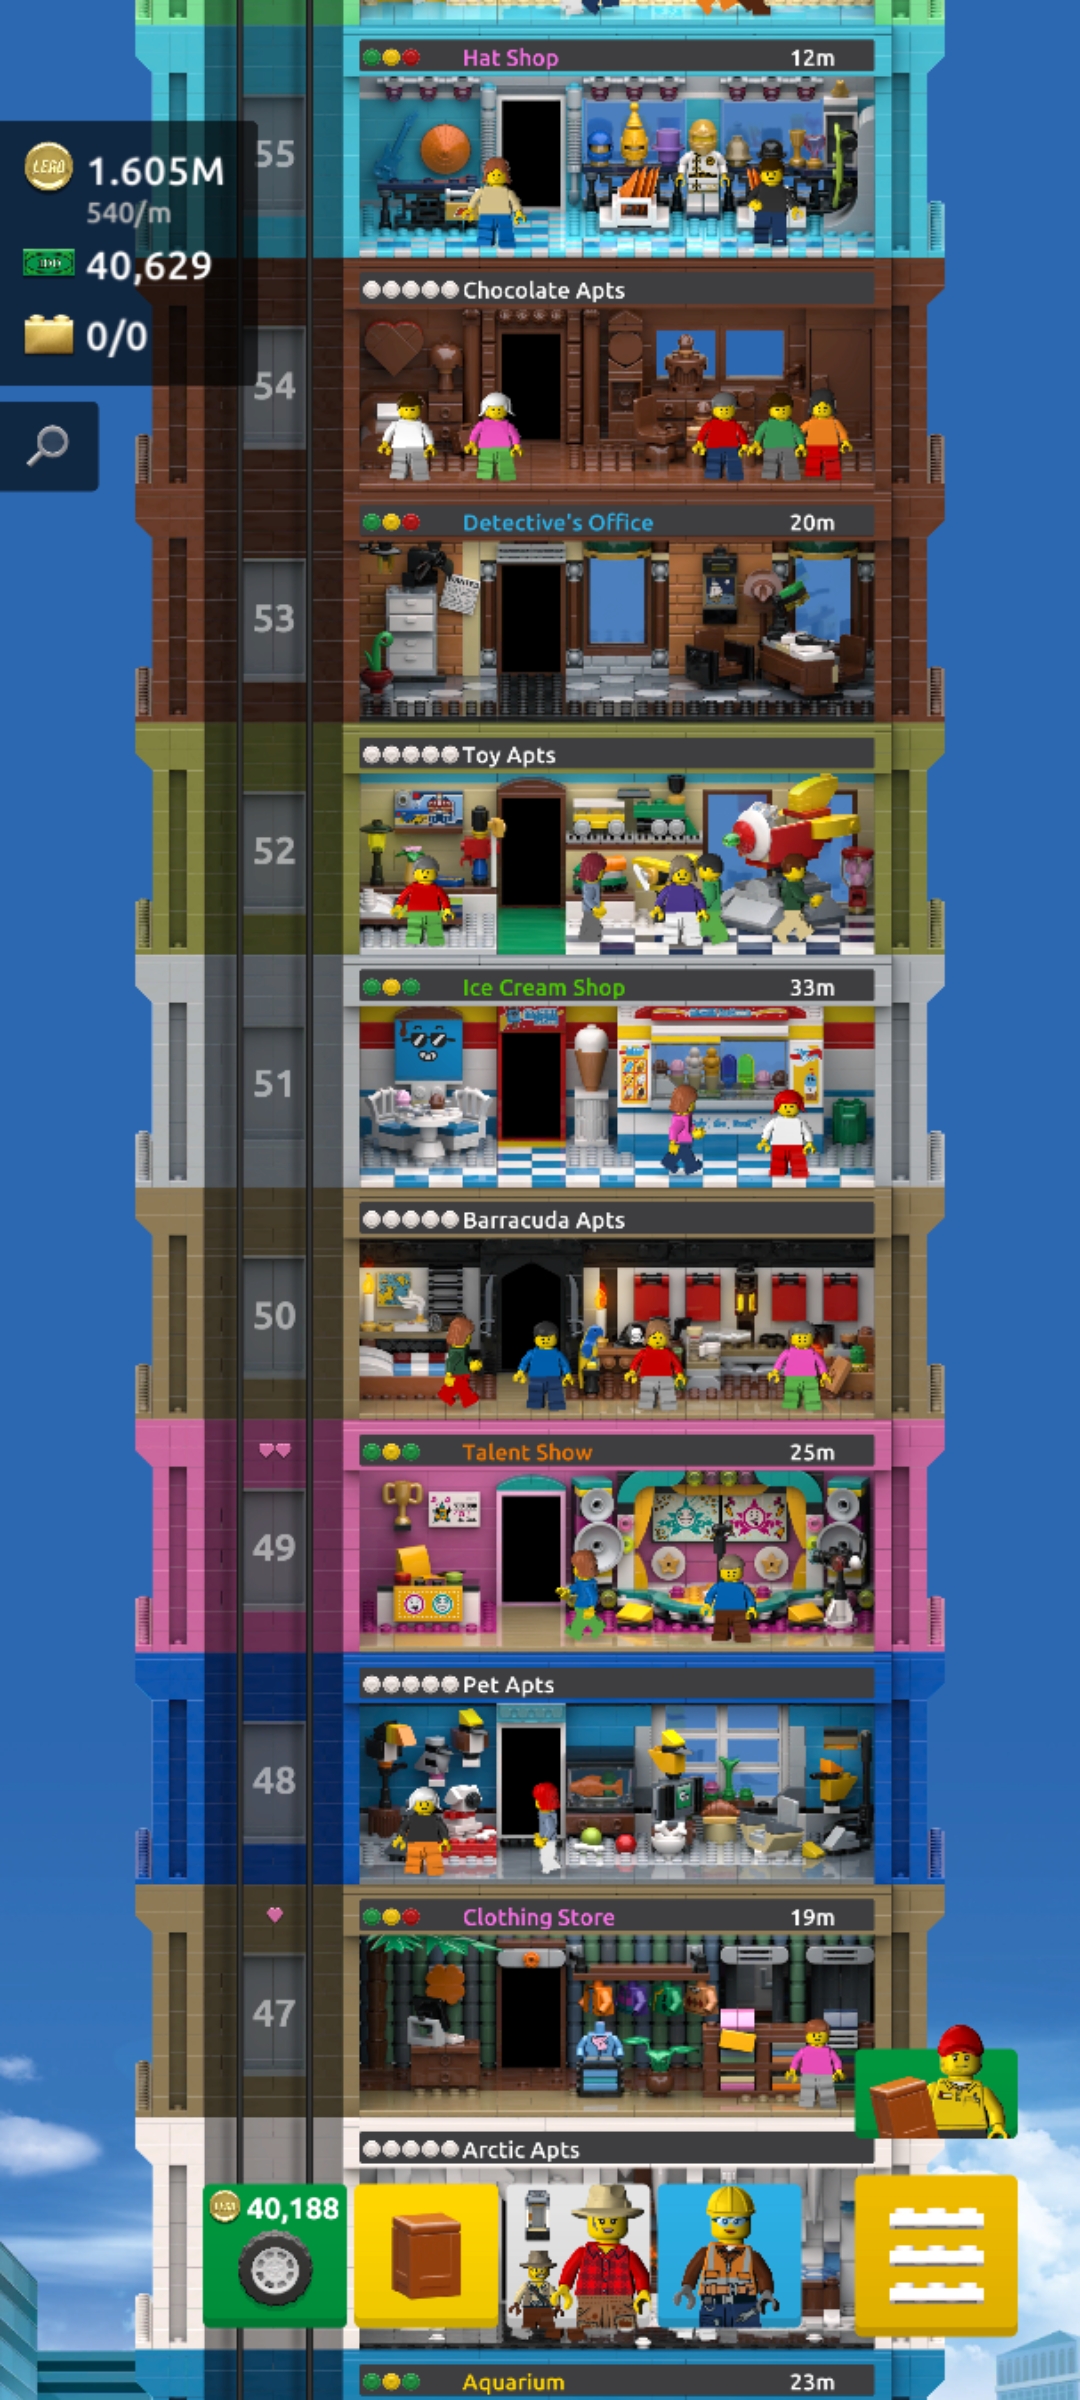 Hat Shop 12m
55
LEGO 1.605M
540/m
40,629
0/0
Chocolate Apts
54
Detective's Office 20m
WANTED
53
Toy Apts
52
Ice Cream Shop 33m
51
Barracuda Apts
50
Talent Show 25m
49
Pet Apts
48
Clothing Store 19m
47
Arctic Apts
40,188
Aquarium 23m